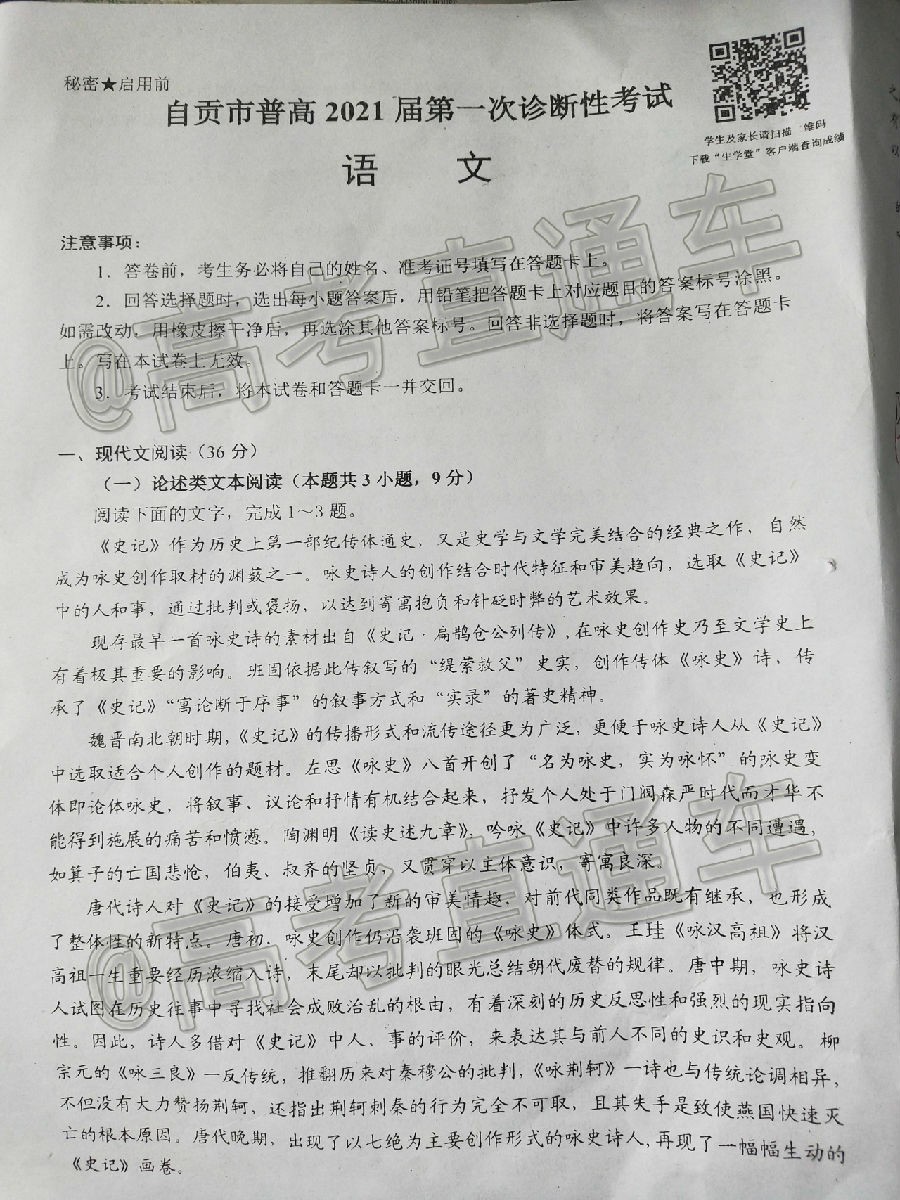 秘密★启用前
自贡市普高 2021 届第一次诊断性考试
语 文
学生及家长请扫描二维码
下载“生学堂”客户端查询成绩
注意事项：
1．答卷前，考生务必将自己的姓名、准考证号填写在答题卡上。
2．回答选择题时，选出每小题答案后，用铅笔把答题卡上对应题目的答案标号涂黑。
如需改动，用橡皮擦干净后，再选涂其他答案标号。回答非选择题时，将答案写在答题卡
上。写在本试卷上无效。
3．考试结束后，将本试卷和答题卡一并交回。
一、现代文阅读（36 分）
（一）论述类文本阅读（本题共 3 小题，9 分）
阅读下面的文字，完成 1～3 题。
《史记》作为历史上第一部纪传体通史，又是史学与文学完美结合的经典之作，自然
成为咏史创作取材的渊薮之一。咏史诗人的创作结合时代特征和审美趋向，选取《史记》
中的人和事，通过批判或褒扬，以达到寄寓抱负和针砭时弊的艺术效果。
现存最早一首咏史诗的素材出自《史记·扁鹊仓公列传》，在咏史创作史乃至文学史上
有着极其重要的影响。班固依据此传叙写的“缇萦救父”史实，创作传体《咏史》诗，传
承了《史记》“寓论断于序事”的叙事方式和“实录”的著史精神。
魏晋南北朝时期，《史记》的传播形式和流传途径更为广泛，更便于咏史诗人从《史记》
中选取适合个人创作的题材。左思《咏史》八首开创了“名为咏史，实为咏怀”的咏史变
体即论体咏史，将叙事、议论和抒情有机结合起来，抒发个人处于门阀森严时代而才华不
能得到施展的痛苦和愤懑。陶渊明《读史述九章》，吟咏《史记》中许多人物的不同遭遇，
如箕子的亡国悲怆，伯夷、叔齐的坚贞，又贯穿以主体意识，寄寓良深。
唐代诗人对《史记》的接受增加了新的审美情趣，对前代同类作品既有继承，也形成
了整体性的新特点。唐初，咏史创作仍沿袭班固的《咏史》体式。王珪《咏汉高祖》将汉
高祖一生重要经历浓缩入诗，末尾却以批判的眼光总结朝代废替的规律。唐中期，咏史诗
人试图在历史往事中寻找社会成败治乱的根由，有着深刻的历史反思性和强烈的现实指向
性。因此，诗人多借对《史记》中人、事的评价，来表达其与前人不同的史识和史观。柳
宗元的《咏三良》一反传统，推翻历来对秦穆公的批判，《咏荆轲》一诗也与传统论调相异，
不但没有大力赞扬荆轲，还指出荆轲刺秦的行为完全不可取，且其失手是致使燕国快速灭
亡的根本原因。唐代晚期，出现了以七绝为主要创作形式的咏史诗人，再现了一幅幅生动的
《史记》画卷。
@高考直通车
@高考直通车